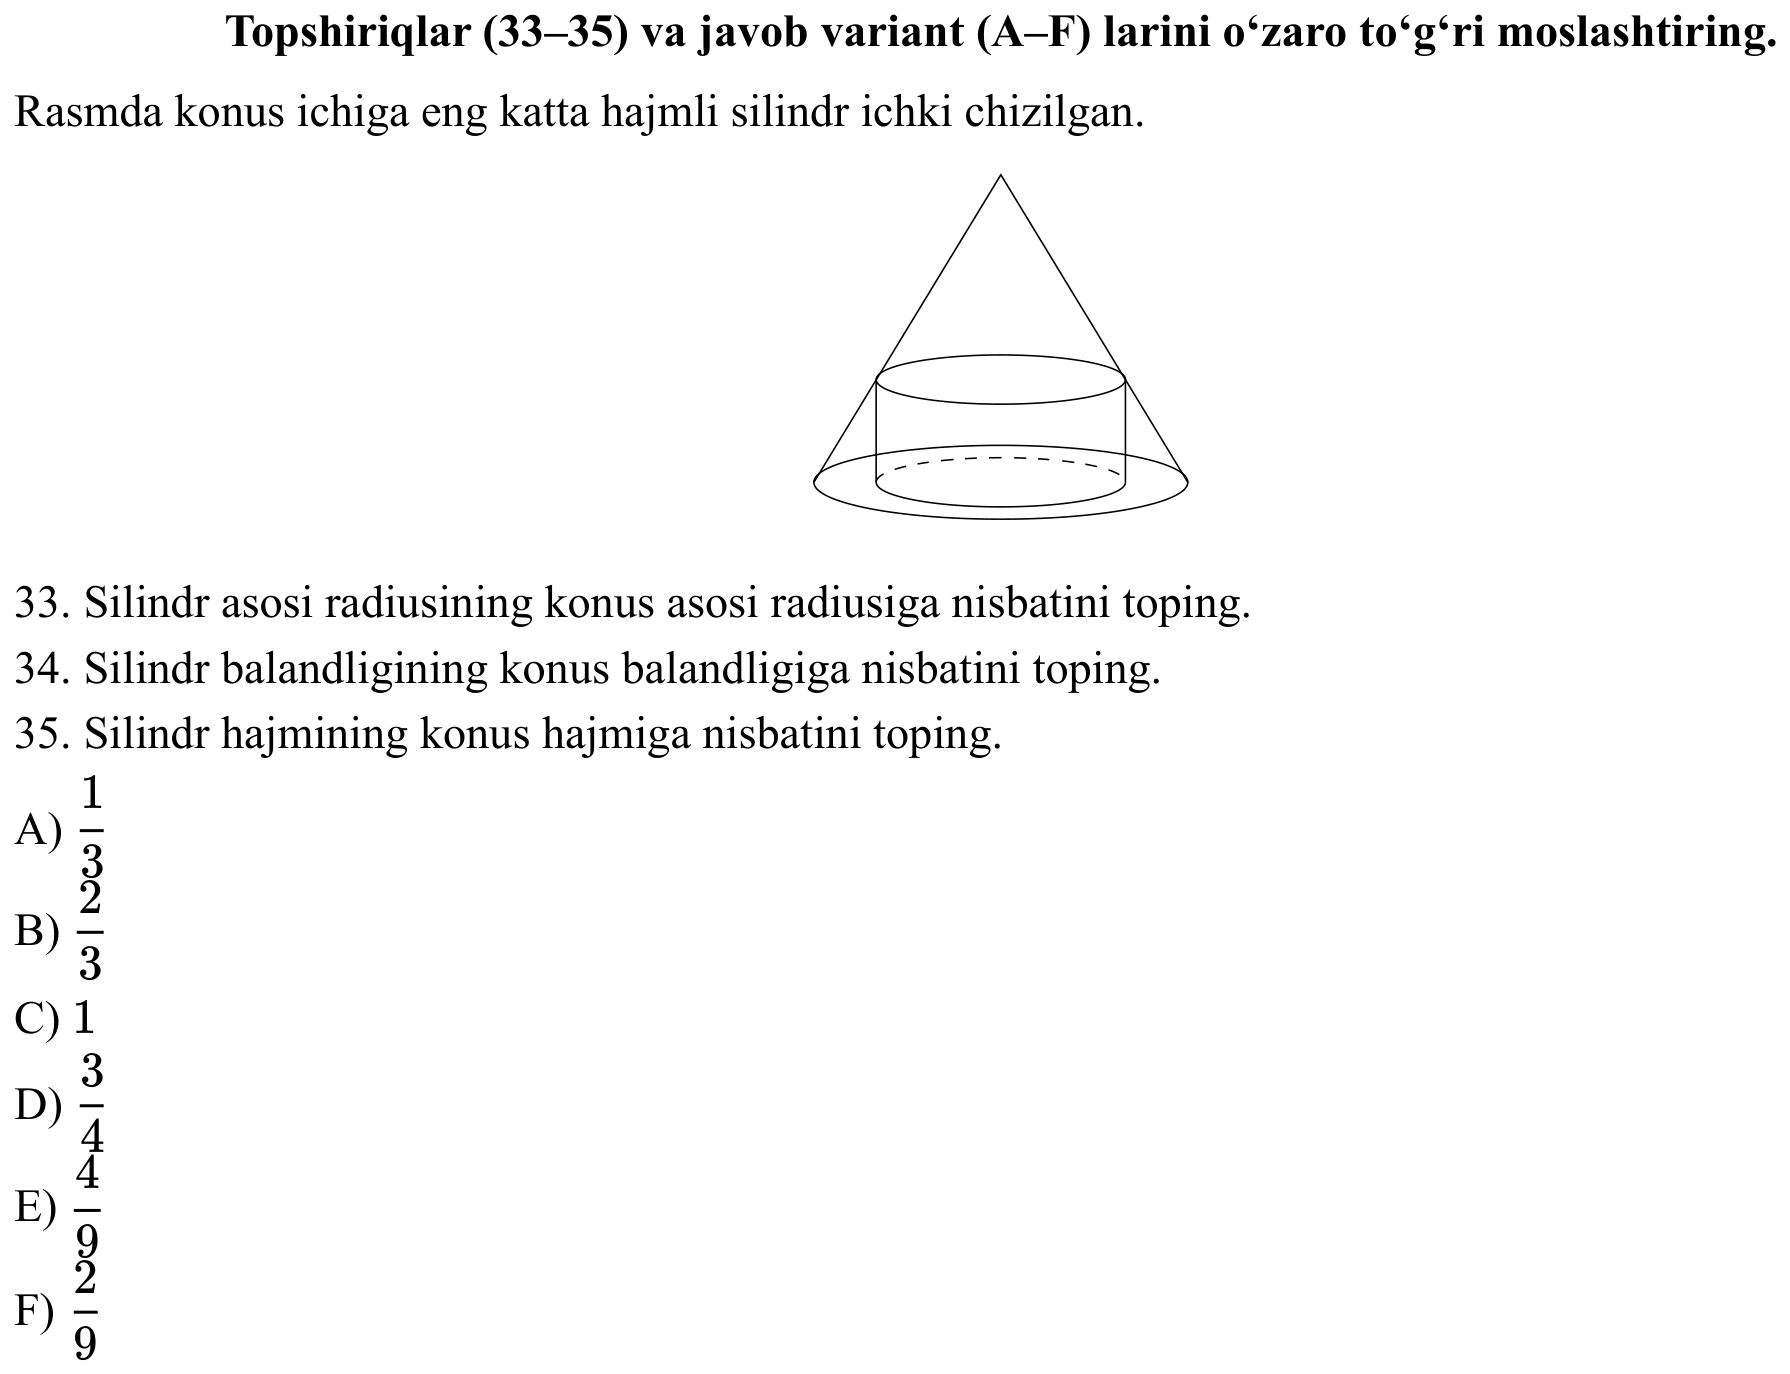 Topshiriqlar (33–35) va javob variant (A–F) larini o‘zaro to‘g‘ri moslashtiring.
Rasmda konus ichiga eng katta hajmli silindr ichki chizilgan.
33. Silindr asosi radiusining konus asosi radiusiga nisbatini toping.
34. Silindr balandligining konus balandligiga nisbatini toping.
35. Silindr hajmining konus hajmiga nisbatini toping.
A) 1/3
B) 2/3
C) 1
D) 3/4
E) 4/9
F) 2/9